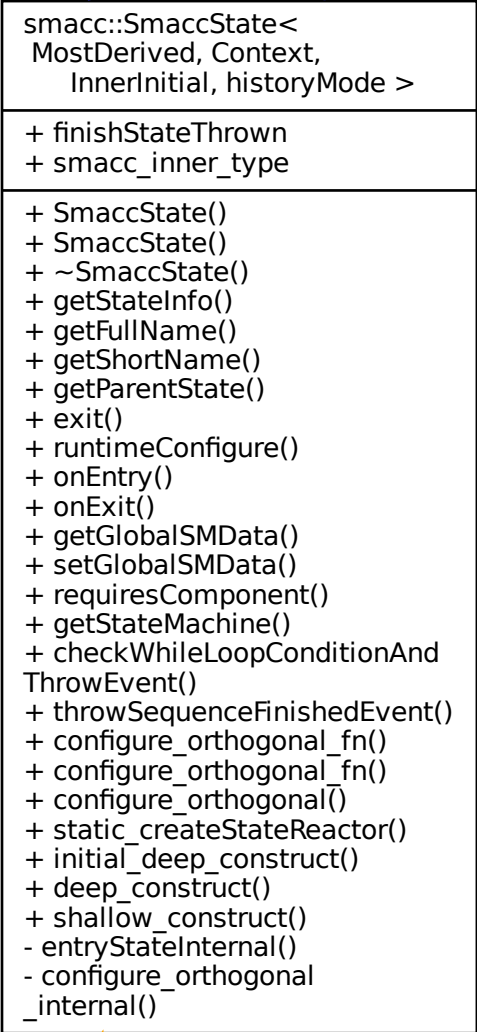 smacc::SmaccState<
MostDerived, Context,
InnerInitial, historyMode >
+ finishStateThrown
+ smacc_inner_type
+ SmaccState()
+ SmaccState()
+ ~SmaccState()
+ getStateInfo()
+ getFullName()
+ getShortName()
+ getParentState()
+ exit()
+ runtimeConfigure()
+ onEntry()
+ onExit()
+ getGlobalSMData()
+ setGlobalSMData()
+ requiresComponent()
+ getStateMachine()
+ checkWhileLoopConditionAnd
ThrowEvent()
+ throwSequenceFinishedEvent()
+ configure_orthogonal_fn()
+ configure_orthogonal_fn()
+ configure_orthogonal()
+ static_createStateReactor()
+ initial_deep_construct()
+ deep_construct()
+ shallow_construct()
- entryStateInternal()
- configure_orthogonal
_internal()